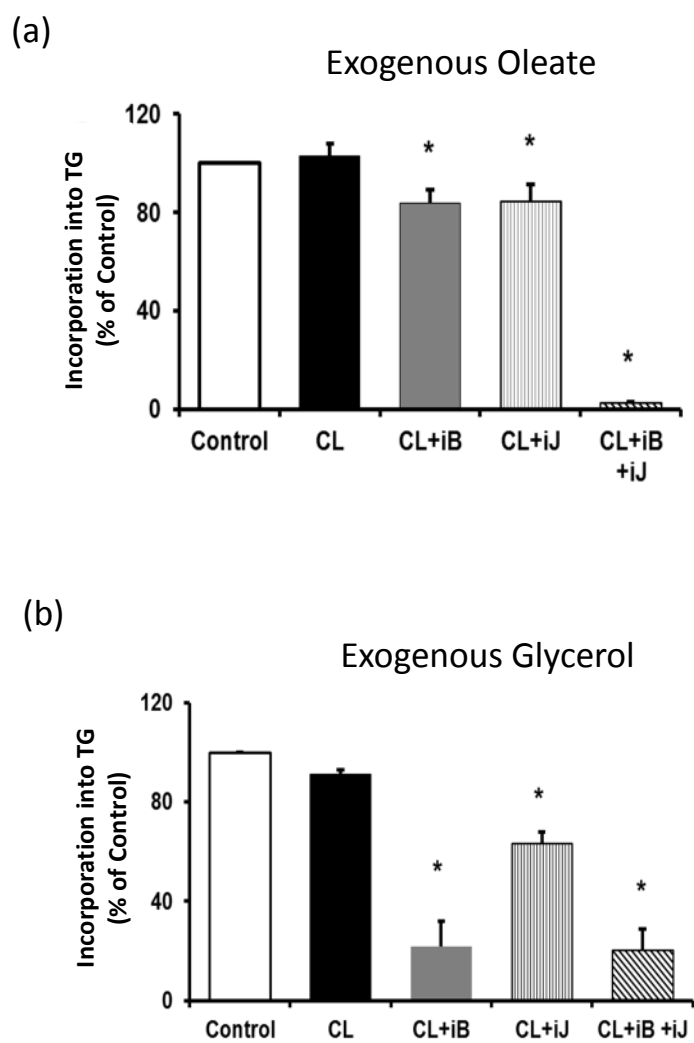 (a)
Exogenous Oleate
Incorporation into TG
(% of Control)
120
80
40
0
Control CL CL+iB CL+iJ CL+iB
+iJ
*
*
*
(b)
Exogenous Glycerol
Incorporation into TG
(% of Control)
120
80
40
0
Control CL CL+iB CL+iJ CL+iB +iJ
*
*
*